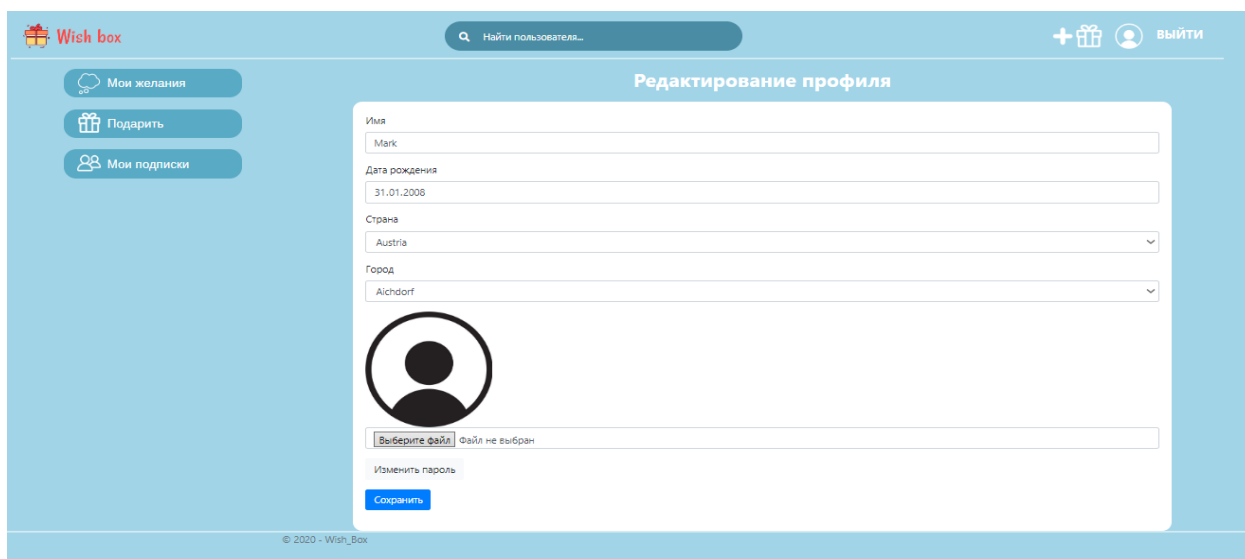 Wish box
Найти пользователя...
ВЫЙТИ
Мои желания
Подарить
Мои подписки
Редактирование профиля
Имя
Mark
Дата рождения
31.01.2008
Страна
Austria
Город
Aichdorf
Выберите файл Файл не выбран
Изменить пароль
Сохранить
© 2020 - Wish_Box